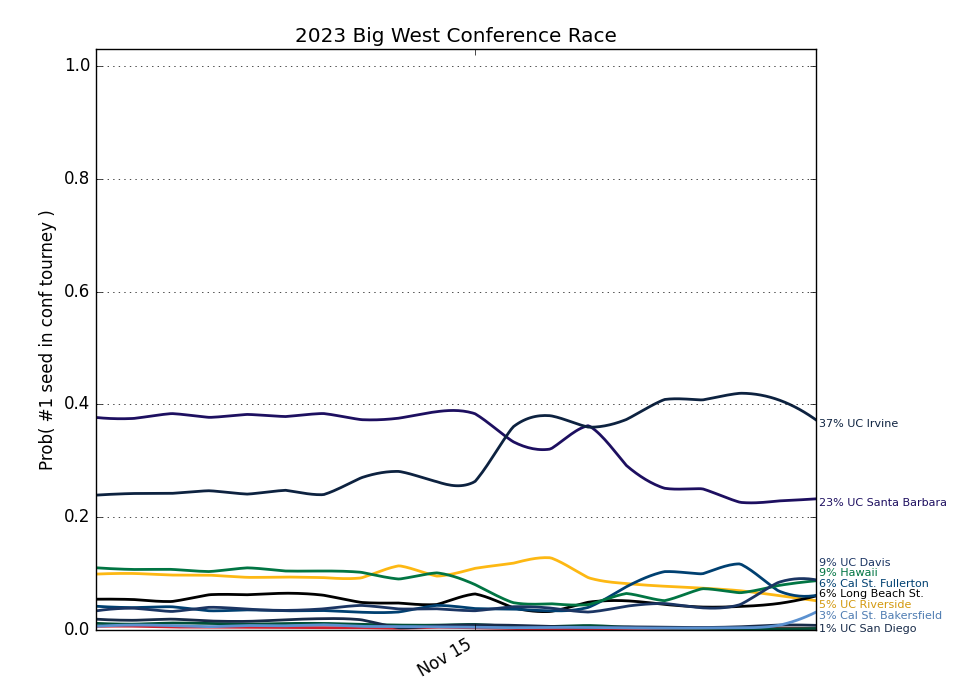 2023 Big West Conference Race
1.0
0.8
0.6
0.4
0.2
0.0
Prob( #1 seed in conf tourney )
Nov 15
37% UC Irvine
23% UC Santa Barbara
9% UC Davis
9% Hawaii
6% Cal St. Fullerton
6% Long Beach St.
5% UC Riverside
3% Cal St. Bakersfield
1% UC San Diego